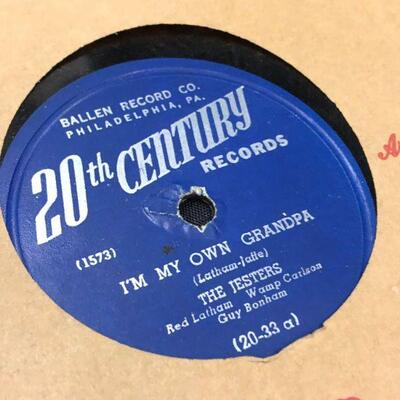 BALLEN RECORD CO.
PHILADELPHIA, PA.
20th CENTURY
RECORDS
(1573)
I'M MY OWN GRANDPA
(Latham-Jaffe)
THE JESTERS
Red Latham Wamp Carlson
Guy Bonham
(20-33 a)